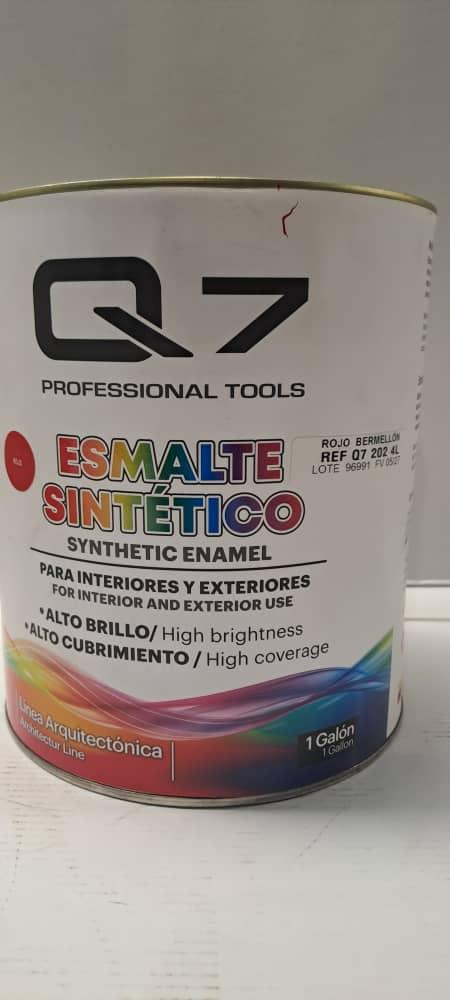 Q7
PROFESSIONAL TOOLS
ROJO
ESMALTE
SINTÉTICO
ROJO BERMELLÓN
REF Q7 202 4L
LOTE 96991 FV 05/27
SYNTHETIC ENAMEL
PARA INTERIORES Y EXTERIORES
FOR INTERIOR AND EXTERIOR USE
•ALTO BRILLO/ High brightness
•ALTO CUBRIMIENTO / High coverage
Línea Arquitectónica
Architectur Line
1 Galón
1 Gallon